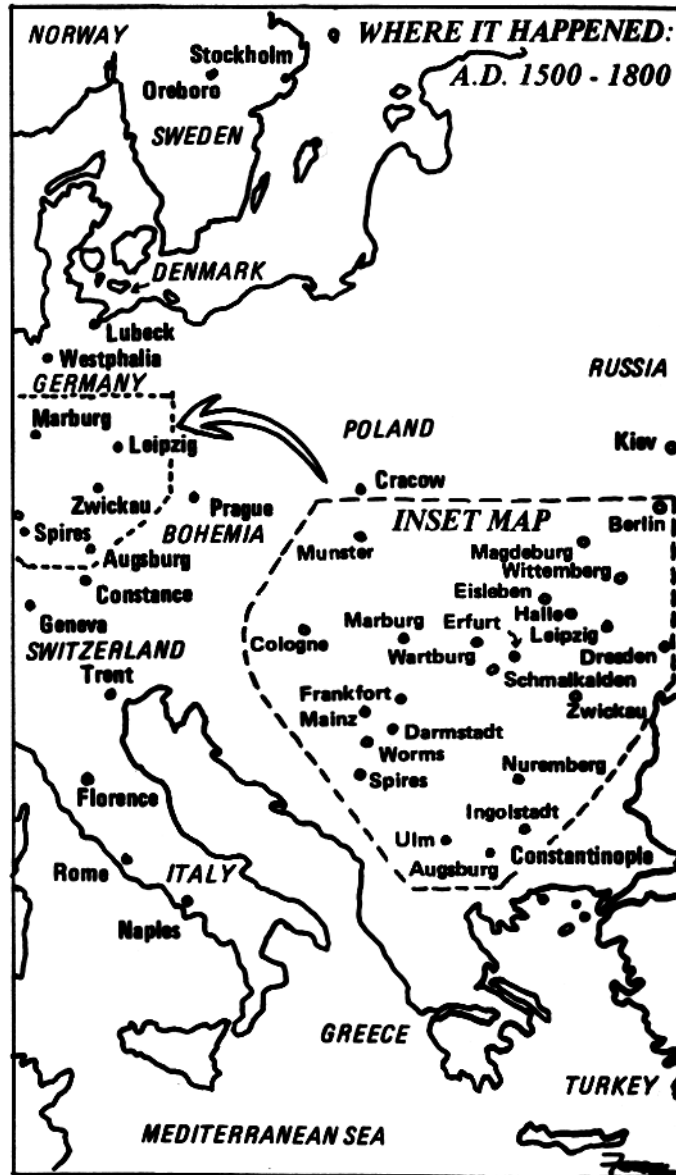 NORWAY
WHERE IT HAPPENED:
A.D. 1500 - 1800
Stockholm
Oreboro
SWEDEN
DENMARK
Lubeck
Westphalia
GERMANY
RUSSIA
Marburg
Leipzig
POLAND
Kiev
Zwickau
Prague
Cracow
Spires
BOHEMIA
INSET MAP
Berlin
Augsburg
Munster
Magdeburg
Wittemberg
Constance
Eisleben
Geneva
Marburg
Erfurt
Halle
Cologne
Leipzig
SWITZERLAND
Wartburg
Dresden
Trent
Schmalkalden
Frankfort
Zwickau
Mainz
Darmstadt
Worms
Spires
Nuremberg
Florence
Ingolstadt
Ulm
Rome
Augsburg
Constantinople
ITALY
Naples
GREECE
TURKEY
MEDITERRANEAN SEA